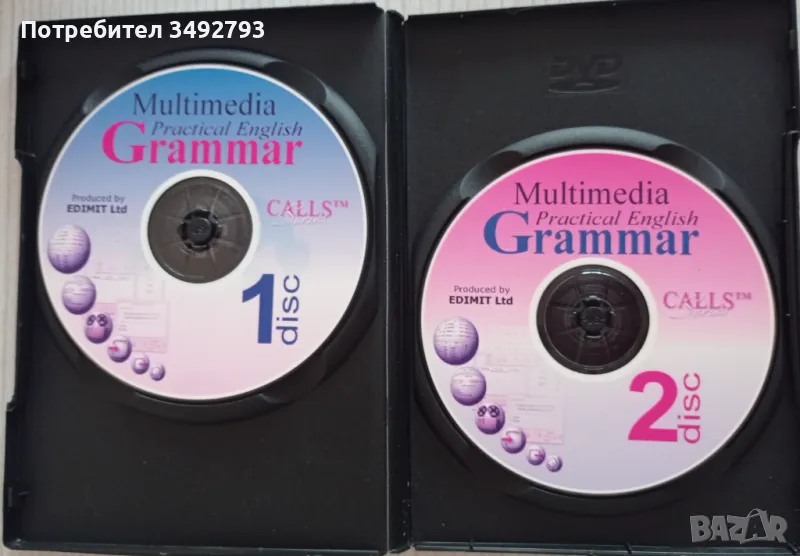 Потребител 3492793
Multimedia
Practical English
Grammar
Produced by
EDIMIT Ltd
CALLS™
1
disc
DVD
Multimedia
Practical English
Grammar
Produced by
EDIMIT Ltd
CALLS™
2
disc
BAZAR